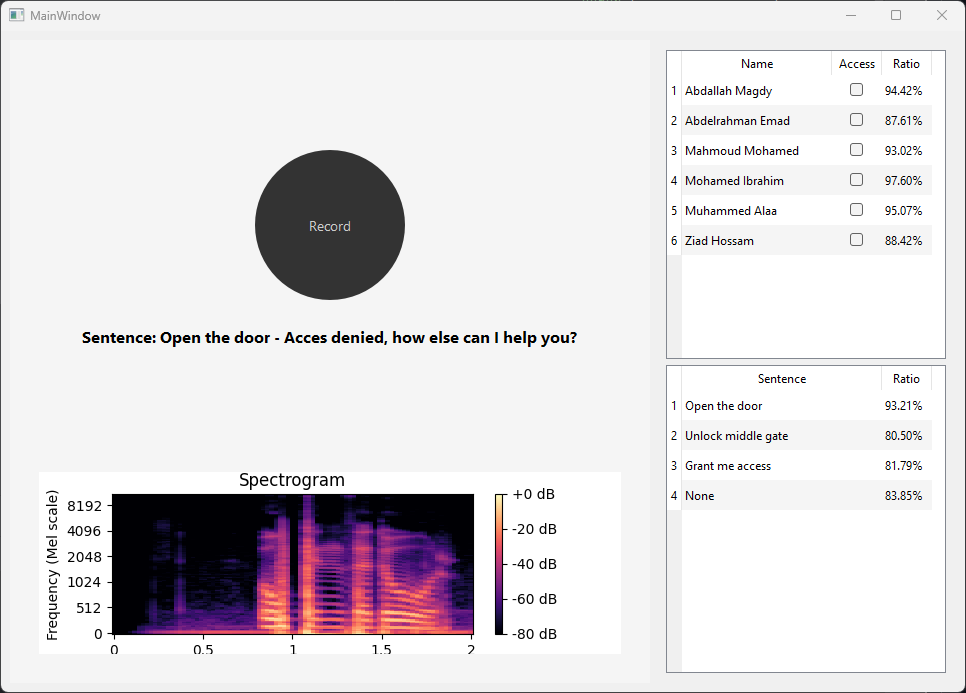 MainWindow
Record
Sentence: Open the door - Acces denied, how else can I help you?
Spectrogram
Frequency (Mel scale)
8192
4096
2048
1024
512
0
0 0.5 1 1.5 2
+0 dB
-20 dB
-40 dB
-60 dB
-80 dB
Name Access Ratio
1 Abdallah Magdy 94.42%
2 Abdelrahman Emad 87.61%
3 Mahmoud Mohamed 93.02%
4 Mohamed Ibrahim 97.60%
5 Muhammed Alaa 95.07%
6 Ziad Hossam 88.42%
Sentence Ratio
1 Open the door 93.21%
2 Unlock middle gate 80.50%
3 Grant me access 81.79%
4 None 83.85%